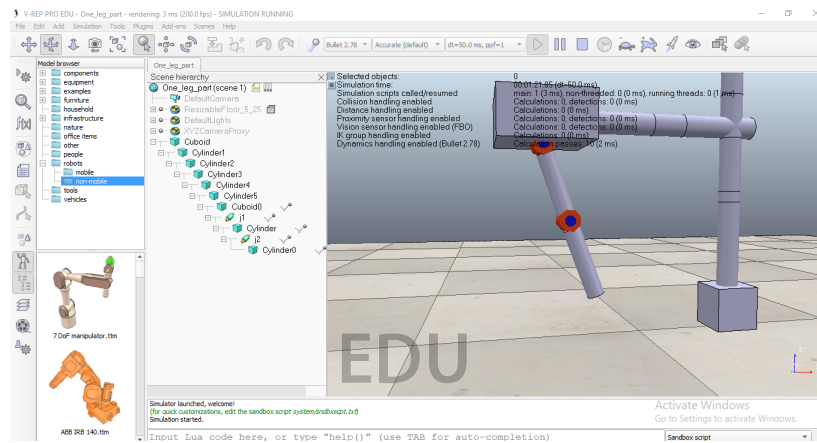 V-REP PRO EDU - One_leg_part - rendering: 3 ms (200.0 fps) - SIMULATION RUNNING
File Edit Add Simulation Tools Plugins Add-ons Scenes Help
Bullet 2.78 Accurate (default) dt=50.0 ms, ppf=1
Model browser
components
equipment
examples
furniture
household
infrastructure
nature
office items
other
people
robots
mobile
non-mobile
tools
vehicles
7 DoF manipulator.ttm
ABB IRB 140.ttm
One_leg_part
Scene hierarchy
One_leg_part (scene 1)
DefaultCamera
ResizableFloor_5_25
DefaultLights
XYZCameraProxy
Cuboid
Cylinder1
Cylinder2
Cylinder3
Cylinder4
Cylinder5
Cuboid0
j1
Cylinder
j2
Cylinder0
Selected objects: 0
Simulation time: 00:01:21.65 (dt=50.0 ms)
Simulation scripts called/resumed main: 1 (3 ms), non-threaded: 0 (0 ms), running threads: 0 (1 ms)
Collision handling enabled Calculations: 0, detections: 0 (0 ms)
Distance handling enabled Calculations: 0 (0 ms)
Proximity sensor handling enabled Calculations: 0, detections: 0 (0 ms)
Vision sensor handling enabled (FBO) Calculations: 0, detections: 0 (0 ms)
IK group handling enabled Calculations: 0 (0 ms)
Dynamics handling enabled (Bullet 2.78) Calculation passes: 10 (2 ms)
EDU
z
Activate Windows
Go to Settings to activate Windows.
Simulator launched, welcome!
(for quick customizations, edit the sandbox script system/sndbxscpt.txt)
Simulation started.
Input Lua code here, or type "help()" (use TAB for auto-completion)
Sandbox script